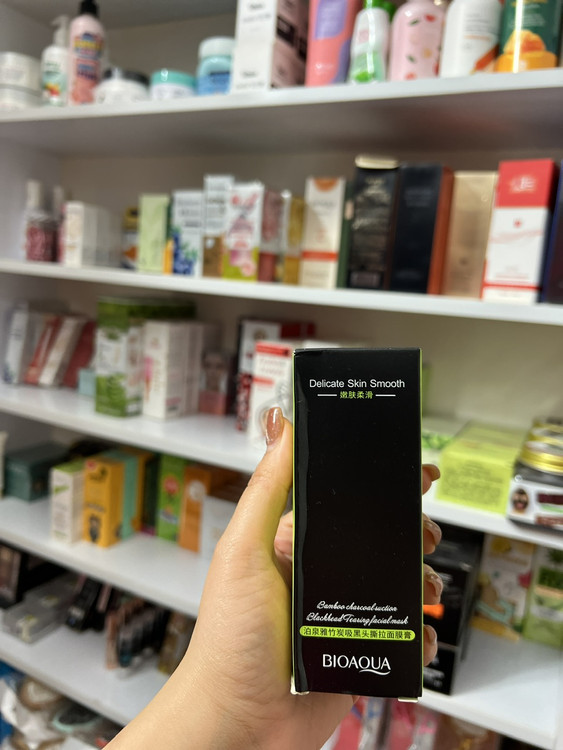 Delicate Skin Smooth
嫩肤柔滑
Bamboo charcoal suction
Blackhead Tearing facial mask
泊泉雅竹炭吸黑头撕拉面膜膏
BIOAQUA